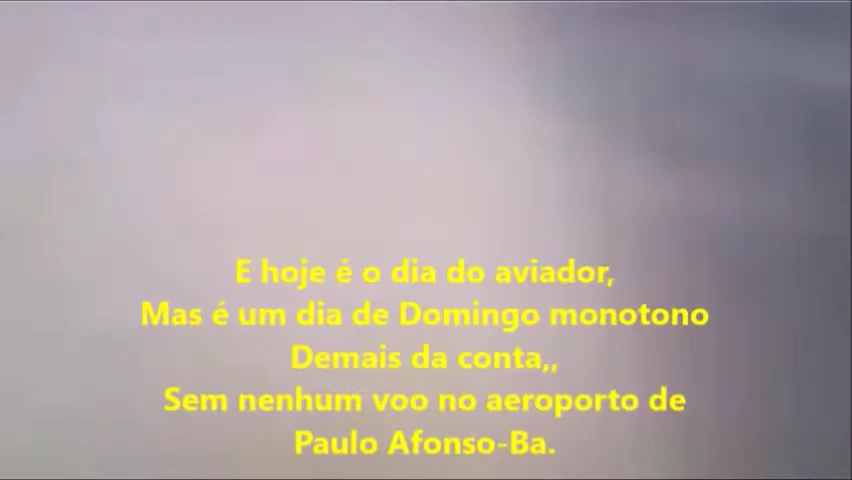 E hoje é o dia do aviador,
Mas é um dia de Domingo monotono
Demais da conta,,
Sem nenhum voo no aeroporto de
Paulo Afonso-Ba.